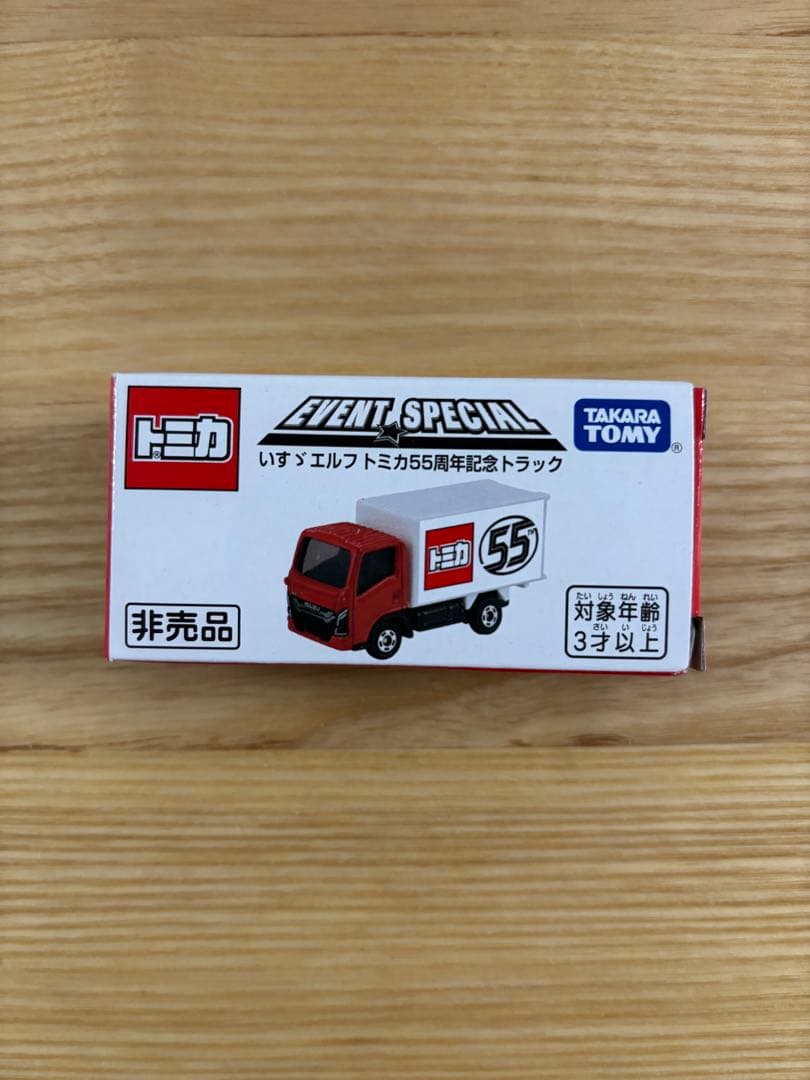 トミカ
EVENT SPECIAL
TAKARA
TOMY
®
いすゞエルフ トミカ55周年記念トラック
トミカ
55™
ISUZU
非売品
たいしょうねんれい
対象年齢
さいいじょう
3才以上